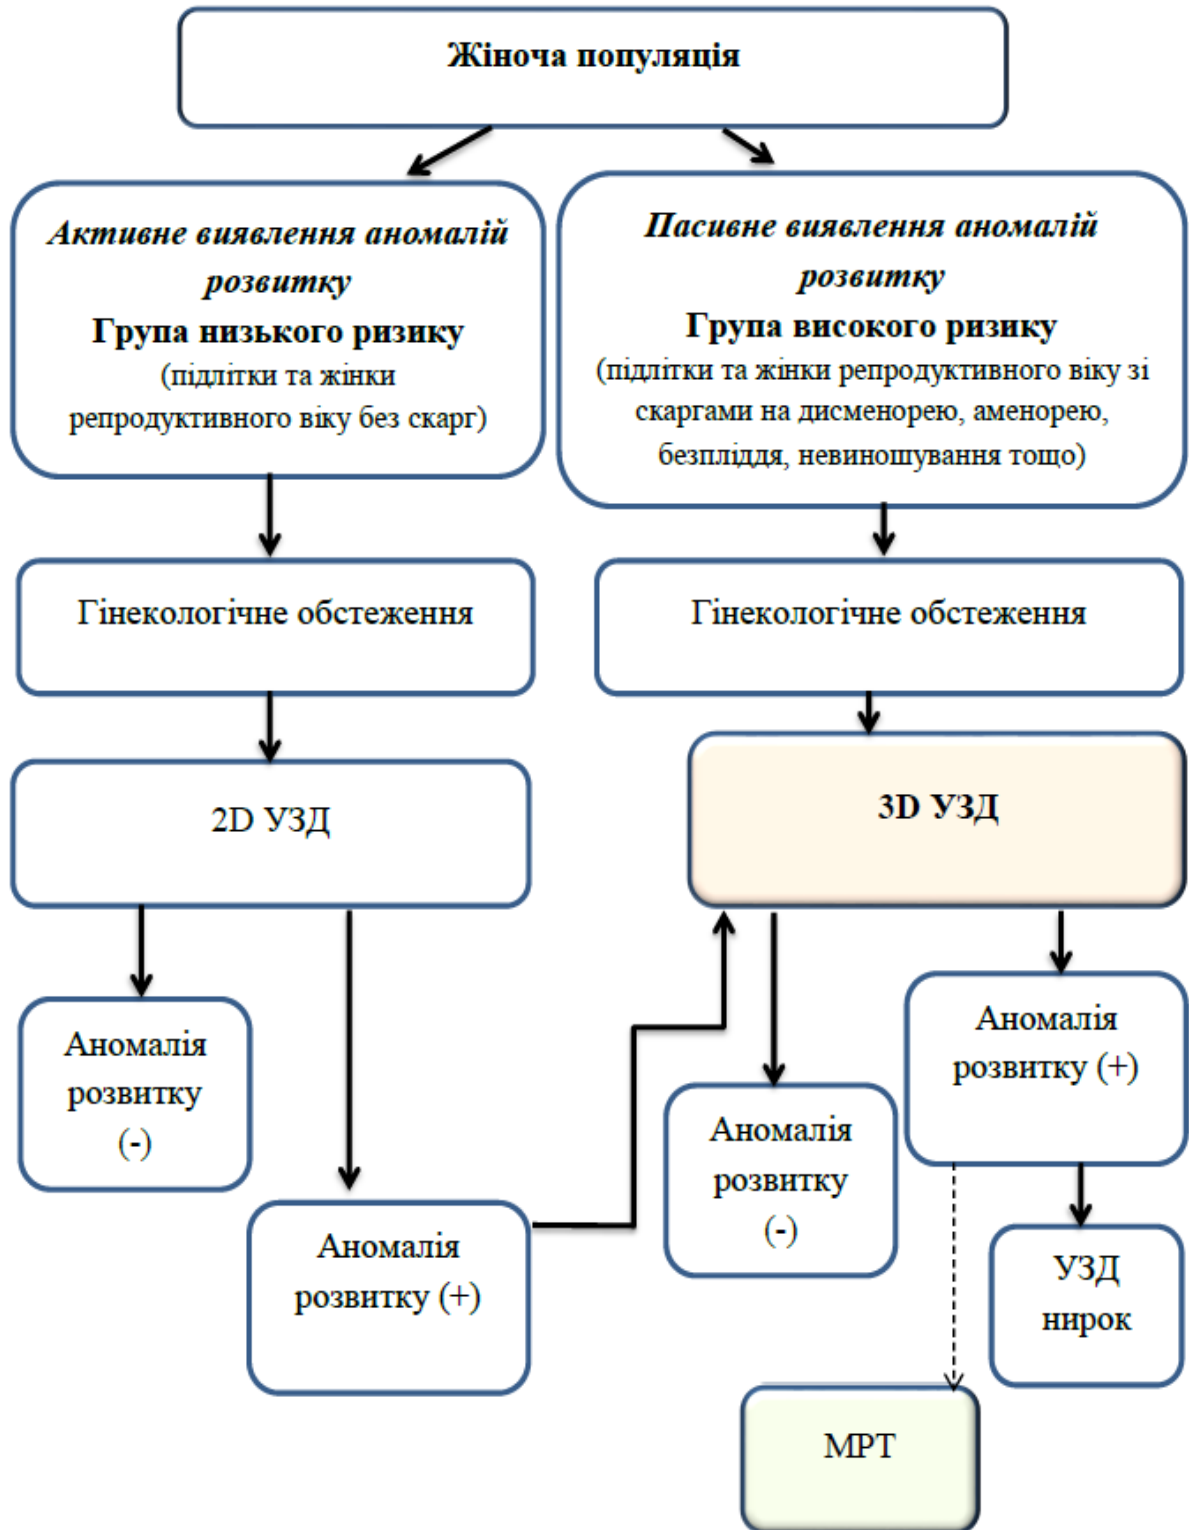 Жіноча популяція
Активне виявлення аномалій
розвитку
Група низького ризику
(підлітки та жінки
репродуктивного віку без скарг)
Пасивне виявлення аномалій
розвитку
Група високого ризику
(підлітки та жінки репродуктивного віку зі
скаргами на дисменорею, аменорею,
безпліддя, невиношування тощо)
Гінекологічне обстеження
Гінекологічне обстеження
2D УЗД
3D УЗД
Аномалія
розвитку
(-)
Аномалія
розвитку (+)
Аномалія
розвитку
(-)
Аномалія
розвитку (+)
УЗД
нирок
МРТ